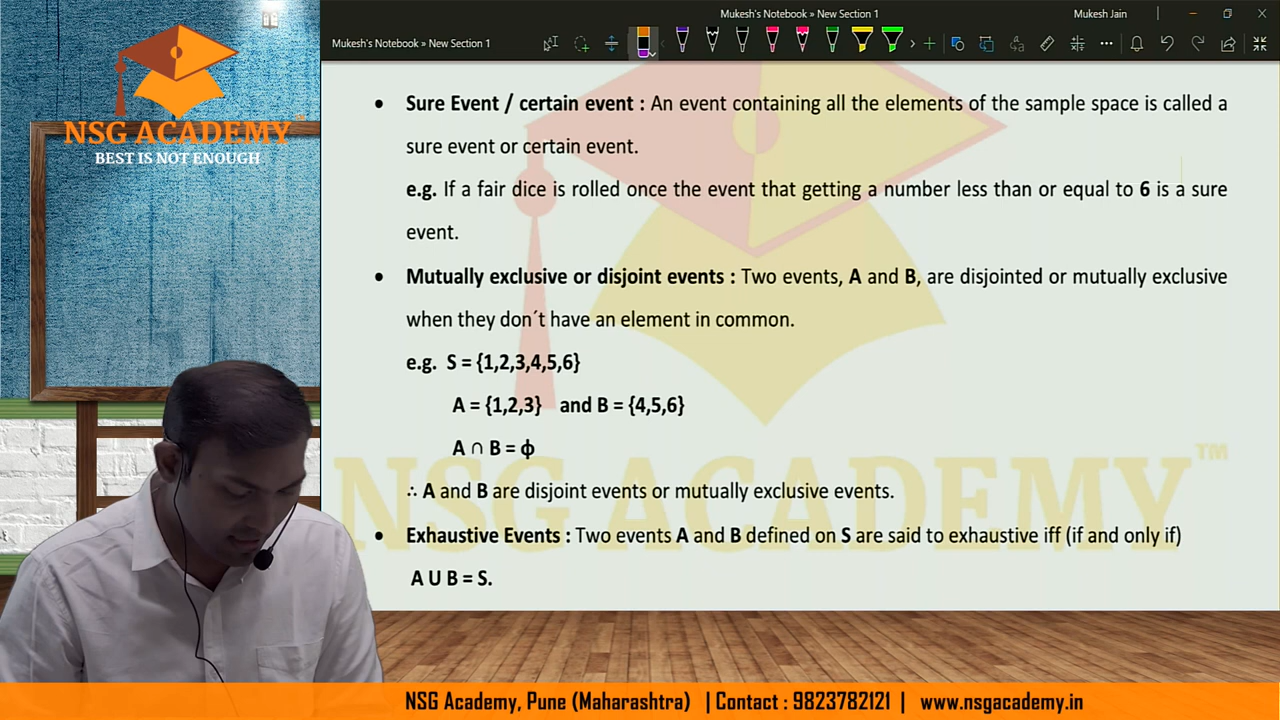 Mukesh's Notebook » New Section 1
Mukesh Jain
Mukesh's Notebook » New Section 1
NSG ACADEMY™
BEST IS NOT ENOUGH
• Sure Event / certain event : An event containing all the elements of the sample space is called a
sure event or certain event.
e.g. If a fair dice is rolled once the event that getting a number less than or equal to 6 is a sure
event.
• Mutually exclusive or disjoint events : Two events, A and B, are disjointed or mutually exclusive
when they don´t have an element in common.
e.g. S = {1,2,3,4,5,6}
A = {1,2,3} and B = {4,5,6}
A ∩ B = ϕ
∴ A and B are disjoint events or mutually exclusive events.
• Exhaustive Events : Two events A and B defined on S are said to exhaustive iff (if and only if)
A U B = S.
NSG ACADEMY™
NSG Academy, Pune (Maharashtra) | Contact : 9823782121 | www.nsgacademy.in